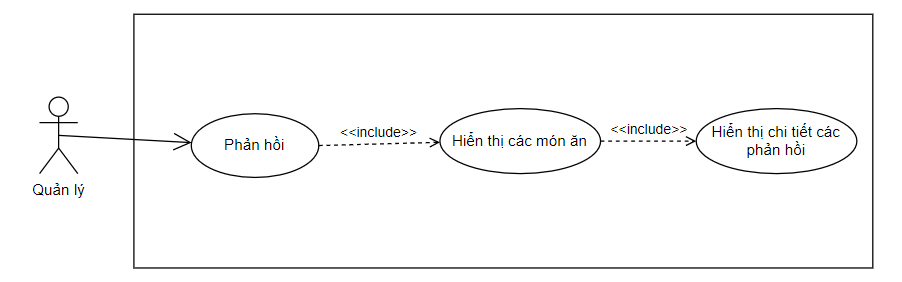 Quản lý
Phản hồi
<<include>>
Hiển thị các món ăn
<<include>>
Hiển thị chi tiết các
phản hồi